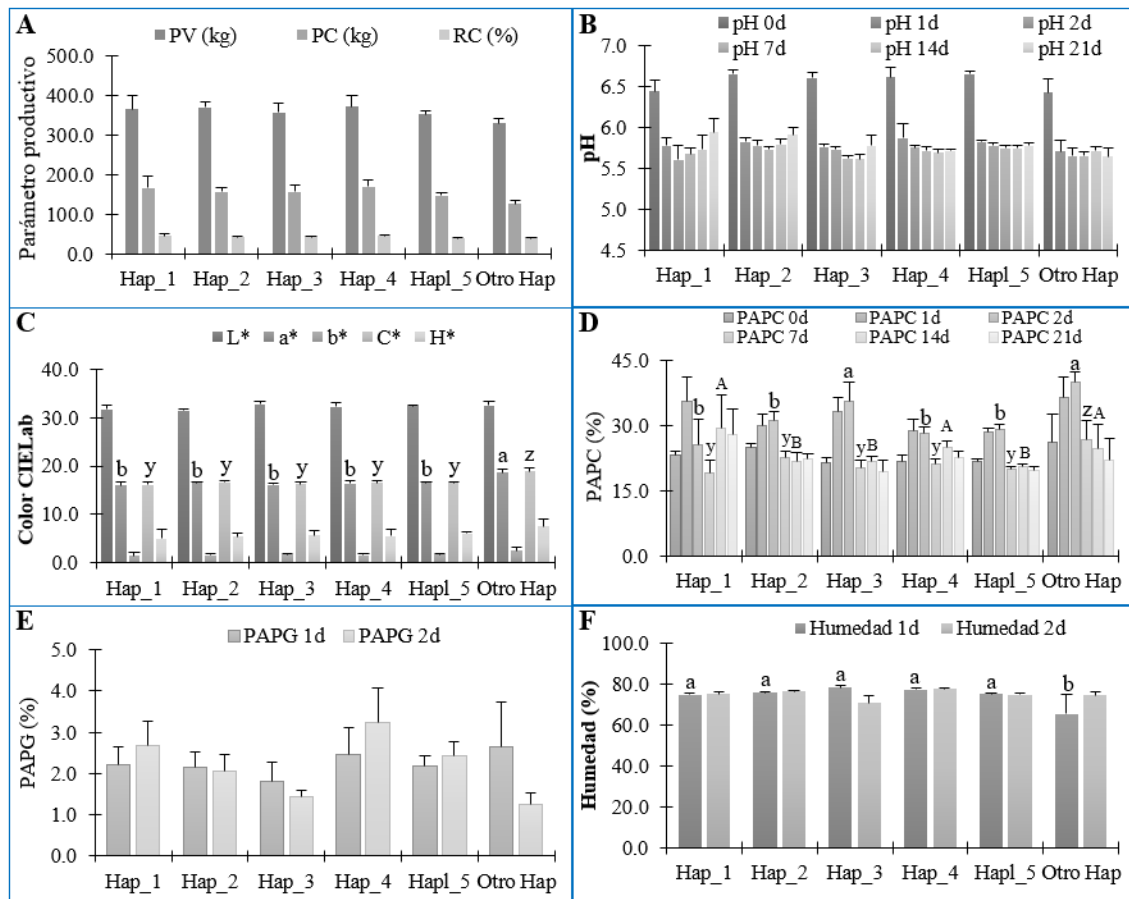 A
PV (kg) PC (kg) RC (%)
500.0
400.0
300.0
200.0
100.0
0.0
Parámetro productivo
Hap_1 Hap_2 Hap_3 Hap_4 Hapl_5 Otro Hap
B
pH 0d pH 1d pH 2d
pH 7d pH 14d pH 21d
7.0
6.5
6.0
5.5
5.0
4.5
pH
Hap_1 Hap_2 Hap_3 Hap_4 Hapl_5 Otro Hap
C
L* a* b* C* H*
40.0
30.0
20.0
10.0
0.0
Color CIELab
b y b y b y b y b y a z
Hap_1 Hap_2 Hap_3 Hap_4 Hapl_5 Otro Hap
D
PAPC 0d PAPC 1d PAPC 2d
PAPC 7d PAPC 14d PAPC 21d
45.0
30.0
15.0
0.0
PAPC (%)
b y A b y B a y B b y A b y B a z A
Hap_1 Hap_2 Hap_3 Hap_4 Hapl_5 Otro Hap
E
PAPG 1d PAPG 2d
5.0
4.0
3.0
2.0
1.0
0.0
PAPG (%)
Hap_1 Hap_2 Hap_3 Hap_4 Hapl_5 Otro Hap
F
Humedad 1d Humedad 2d
100.0
80.0
60.0
40.0
20.0
0.0
Humedad (%)
a a a a a b
Hap_1 Hap_2 Hap_3 Hap_4 Hapl_5 Otro Hap